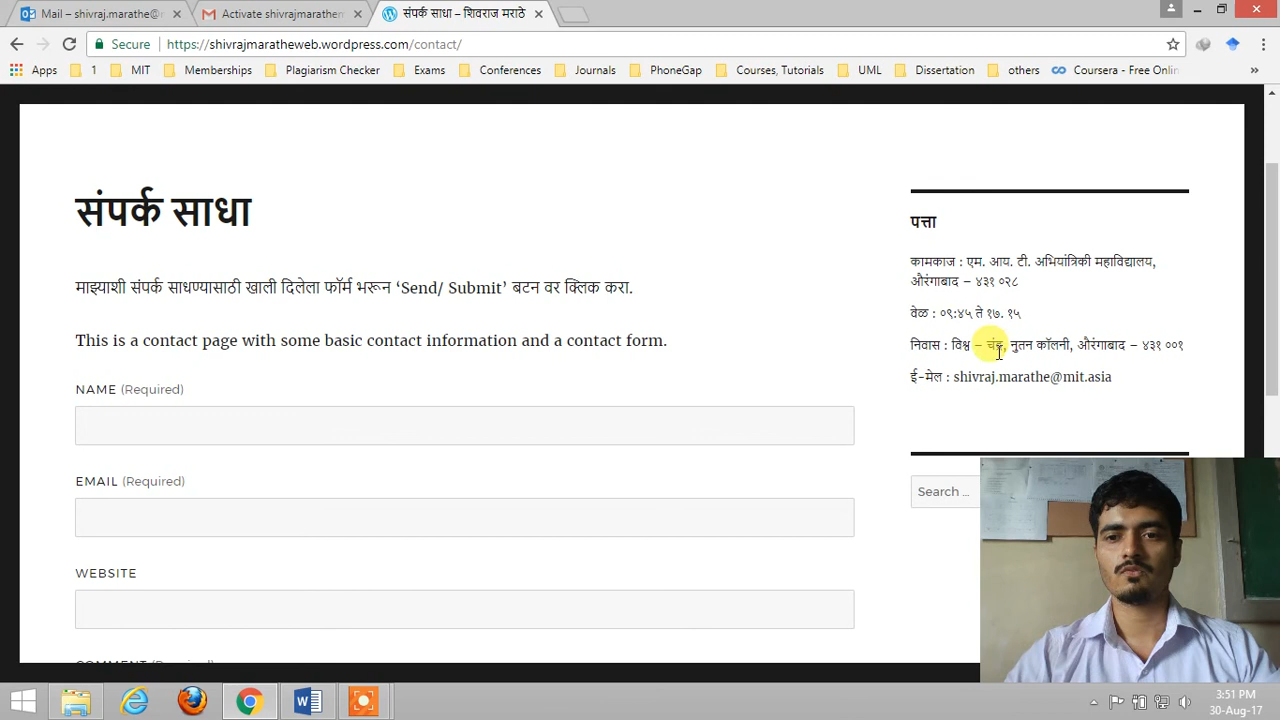 Mail – shivraj.marathe@m
Activate shivrajmarathen
संपर्क साधा – शिवराज मराठे
Secure https://shivrajmaratheweb.wordpress.com/contact/
Apps 1 MIT Memberships Plagiarism Checker Exams Conferences Journals PhoneGap Courses, Tutorials UML Dissertation others Coursera - Free Onlin »
संपर्क साधा
माझ्याशी संपर्क साधण्यासाठी खाली दिलेला फॉर्म भरून ‘Send/ Submit’ बटन वर क्लिक करा.
This is a contact page with some basic contact information and a contact form.
NAME (Required)
EMAIL (Required)
WEBSITE
COMMENT (Required)
पत्ता
कामकाज : एम. आय. टी. अभियांत्रिकी महाविद्यालय,
औरंगाबाद – ४३१ ०२८
वेळ : ०९:४५ ते १७. १५
निवास : विश्व – चंद्र, नुतन कॉलनी, औरंगाबाद – ४३१ ००१
ई-मेल : shivraj.marathe@mit.asia
Search …
3:51 PM
30-Aug-17